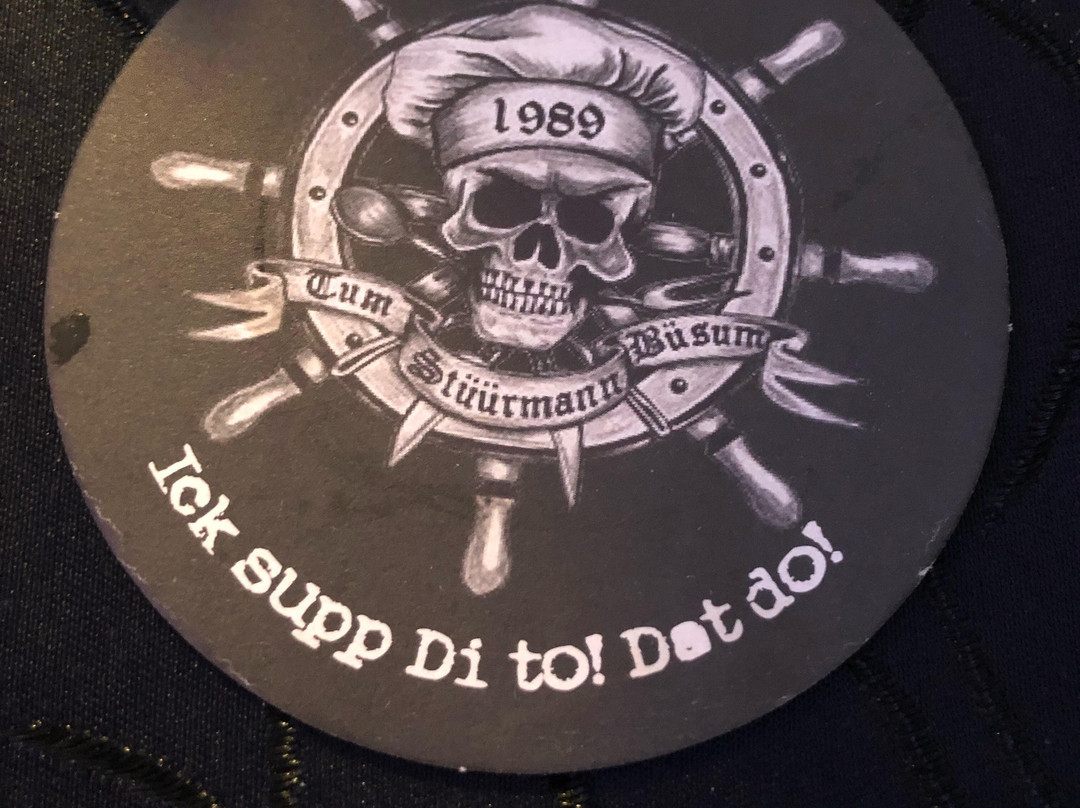 1989
Tum
Stüürmann
Büsum
Ick supp Di to! Dat do!